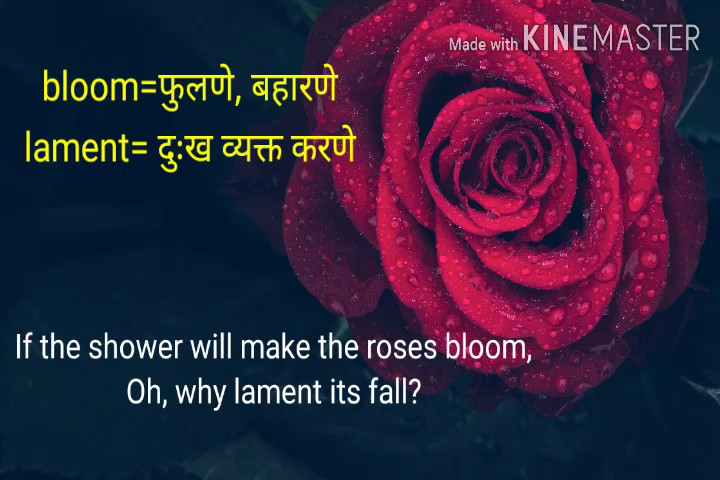 Made with KINEMASTER
bloom=फुलणे, बहारणे
lament= दुःख व्यक्त करणे
If the shower will make the roses bloom,
Oh, why lament its fall?